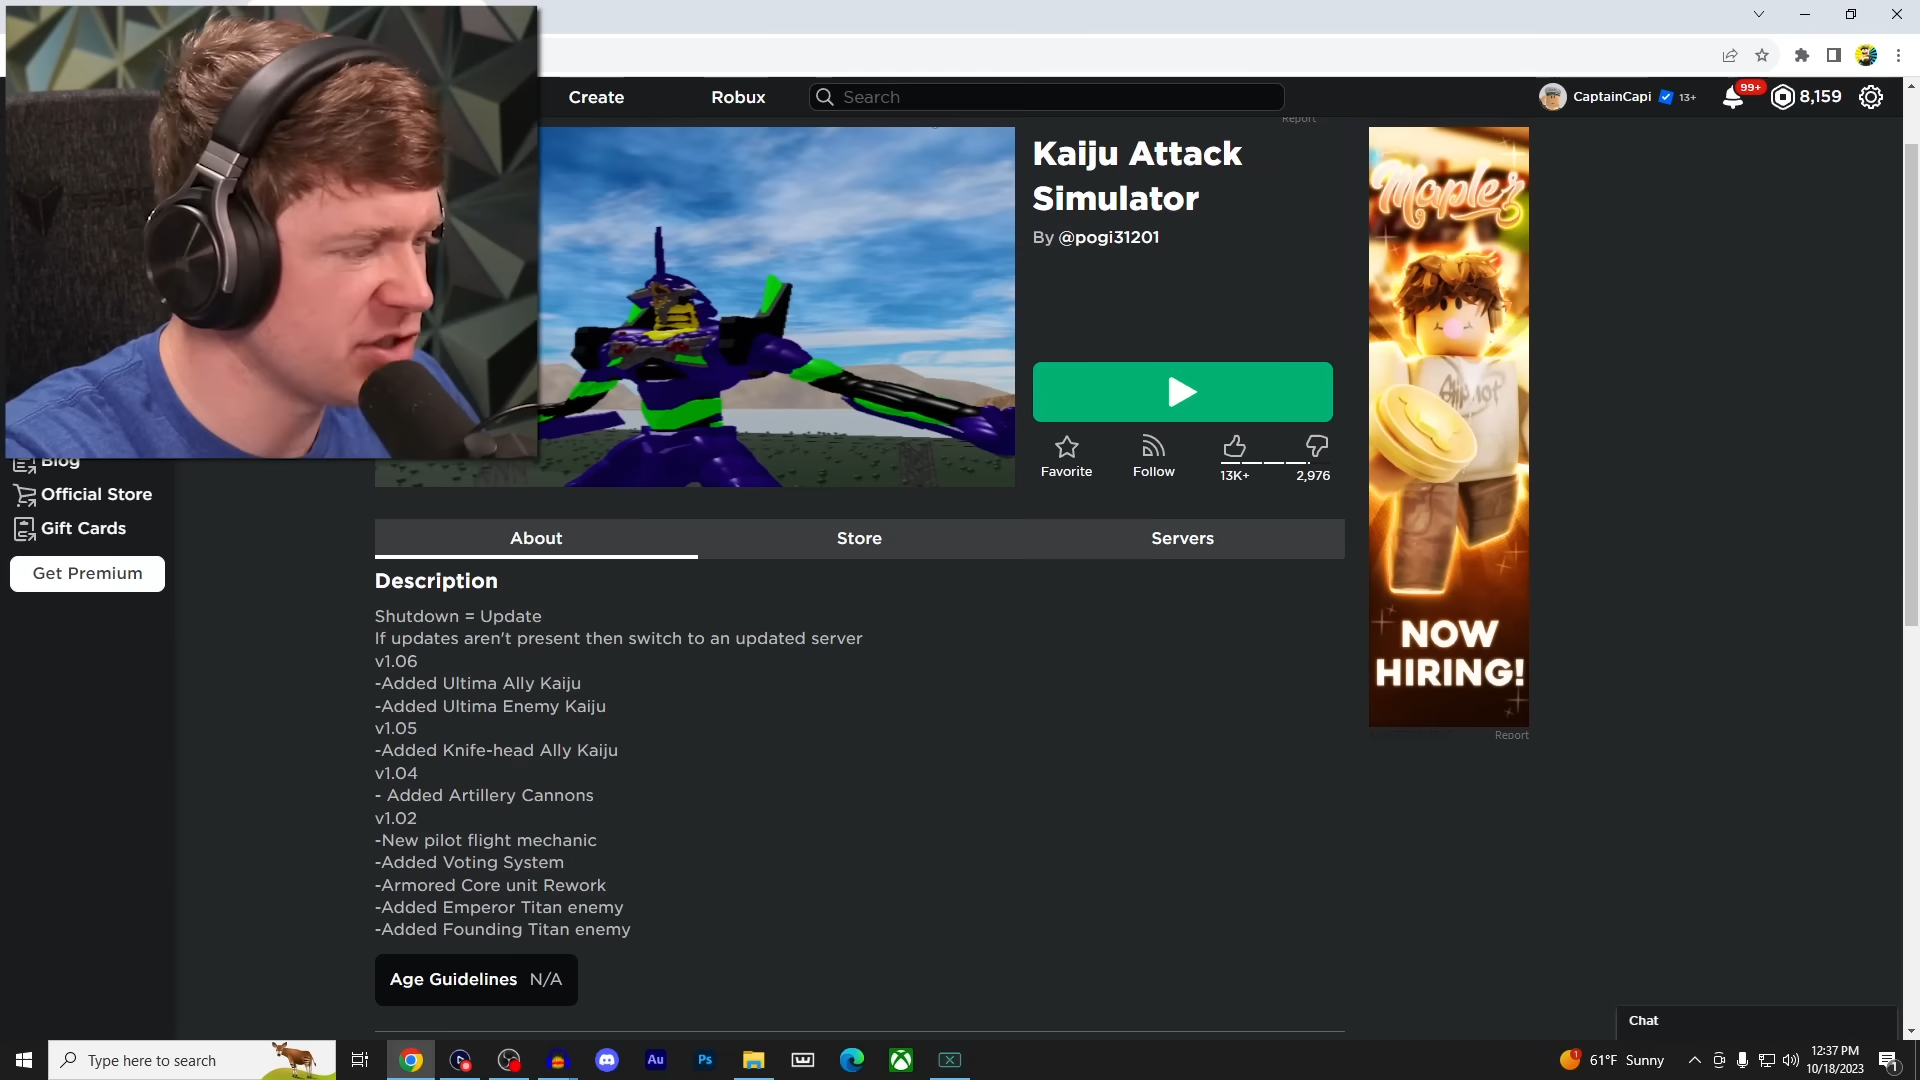 Create
Robux
Search
CaptainCapi
13+
99+
8,159
Report
Kaiju Attack
Simulator
By @pogi31201
Favorite
Follow
13K+
2,976
Maplez
NOW
HIRING!
Report
Blog
Official Store
Gift Cards
Get Premium
About
Store
Servers
Description
Shutdown = Update
If updates aren't present then switch to an updated server
v1.06
-Added Ultima Ally Kaiju
-Added Ultima Enemy Kaiju
v1.05
-Added Knife-head Ally Kaiju
v1.04
- Added Artillery Cannons
v1.02
-New pilot flight mechanic
-Added Voting System
-Armored Core unit Rework
-Added Emperor Titan enemy
-Added Founding Titan enemy
Age Guidelines N/A
Chat
Type here to search
Au
Ps
1
61°F Sunny
12:37 PM
10/18/2023
1